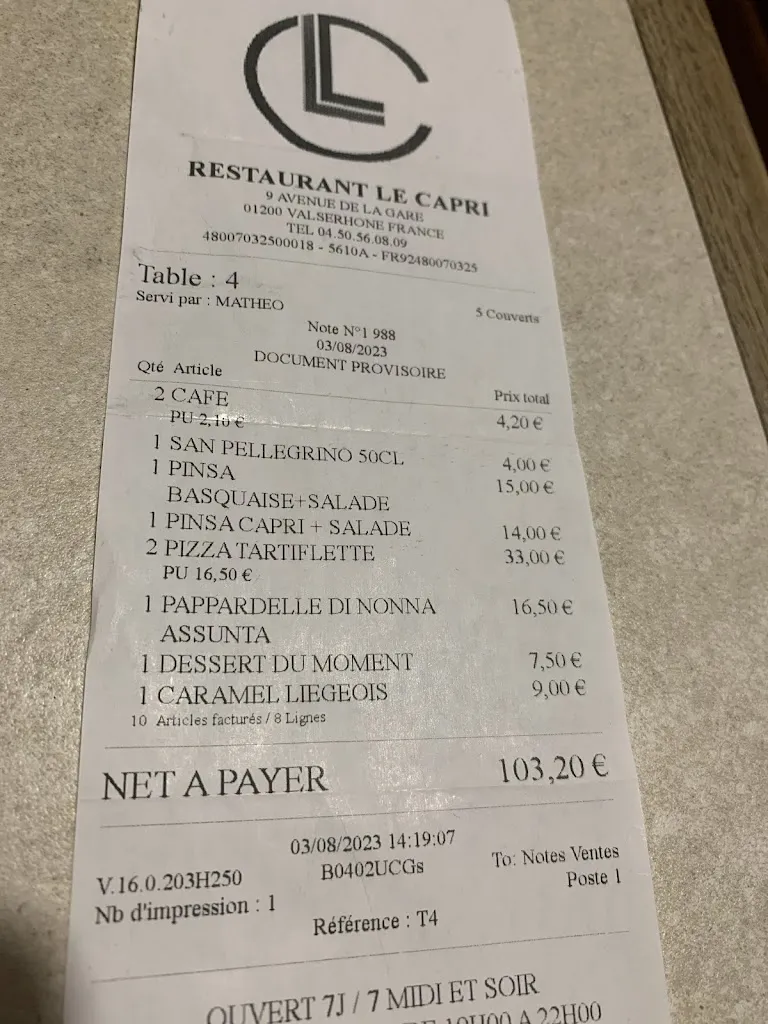 LC
RESTAURANT LE CAPRI
9 AVENUE DE LA GARE
01200 VALSERHONE FRANCE
TEL 04.50.56.08.09
48007032500018 - 5610A - FR92480070325
Table : 4
Servi par : MATHEO
5 Couverts
Note N°1 988
03/08/2023
DOCUMENT PROVISOIRE
Qté Article Prix total
2 CAFE 4,20 €
PU 2,10 €
1 SAN PELLEGRINO 50CL 4,00 €
1 PINSA 15,00 €
BASQUAISE+SALADE
1 PINSA CAPRI + SALADE 14,00 €
2 PIZZA TARTIFLETTE 33,00 €
PU 16,50 €
1 PAPPARDELLE DI NONNA 16,50 €
ASSUNTA
1 DESSERT DU MOMENT 7,50 €
1 CARAMEL LIEGEOIS 9,00 €
10 Articles facturés / 8 Lignes
NET A PAYER 103,20 €
03/08/2023 14:19:07
V.16.0.203H250 B0402UCGs To: Notes Ventes
Nb d'impression : 1 Poste 1
Référence : T4
OUVERT 7J / 7 MIDI ET SOIR
A 22H00